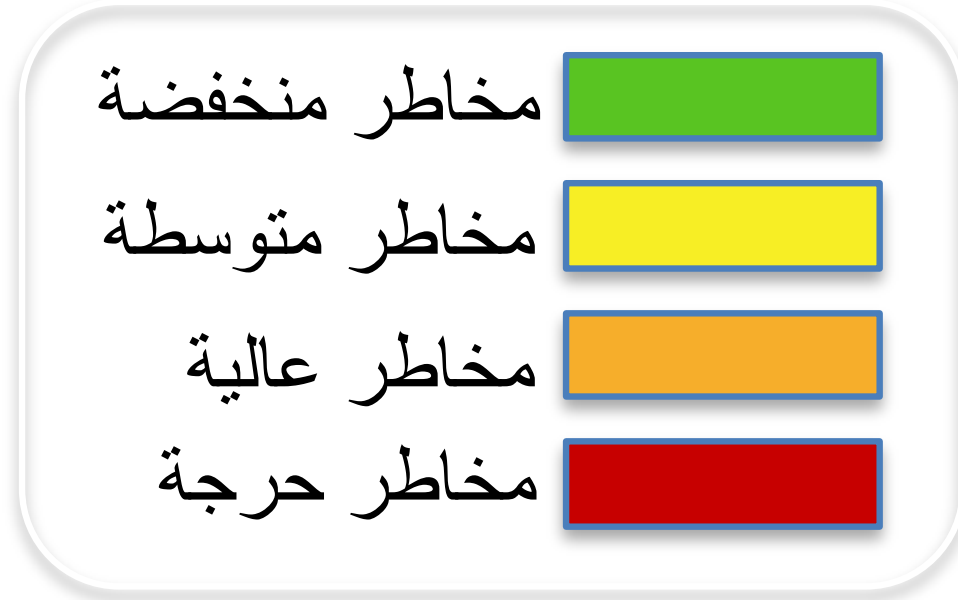 مخاطر منخفضة
مخاطر متوسطة
مخاطر عالية
مخاطر حرجة